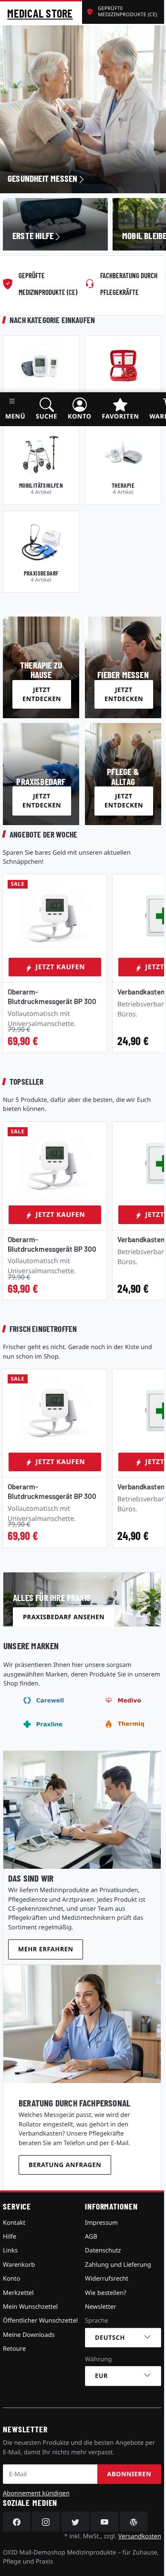 MEDICAL STORE
GEPRÜFTE
MEDIZINPRODUKTE (CE)
GESUNDHEIT MESSEN
ERSTE HILFE
MOBIL BLEIBE
GEPRÜFTE
MEDIZINPRODUKTE (CE)
FACHBERATUNG DURCH
PFLEGEKRÄFTE
NACH KATEGORIE EINKAUFEN
MENÜ
SUCHE
KONTO
FAVORITEN
WAR
MOBILITÄTSHILFEN
4 Artikel
THERAPIE
4 Artikel
PRAXISBEDARF
4 Artikel
THERAPIE ZU
HAUSE
JETZT
ENTDECKEN
FIEBER MESSEN
JETZT
ENTDECKEN
PRAXISBEDARF
JETZT
ENTDECKEN
PFLEGE &
ALLTAG
JETZT
ENTDECKEN
ANGEBOTE DER WOCHE
Sparen Sie bares Geld mit unseren aktuellen
Schnäppchen!
SALE
JETZT KAUFEN
Oberarm-
Blutdruckmessgerät BP 300
Vollautomatisch mit
Universalmanschette.
79,90 €
69,90 €
JETZT
Verbandkasten
Betriebsverban
Büros.
24,90 €
TOPSELLER
Nur 5 Produkte, dafür aber die besten, die wir Euch
bieten können.
SALE
JETZT KAUFEN
Oberarm-
Blutdruckmessgerät BP 300
Vollautomatisch mit
Universalmanschette.
79,90 €
69,90 €
JETZT
Verbandkasten
Betriebsverban
Büros.
24,90 €
FRISCH EINGETROFFEN
Frischer geht es nicht. Gerade noch in der Kiste und
nun schon im Shop.
SALE
JETZT KAUFEN
Oberarm-
Blutdruckmessgerät BP 300
Vollautomatisch mit
Universalmanschette.
79,90 €
69,90 €
JETZT
Verbandkasten
Betriebsverban
Büros.
24,90 €
ALLES FÜR IHRE PRAXIS
PRAXISBEDARF ANSEHEN
UNSERE MARKEN
Wir präsentieren Ihnen hier unsere sorgsam
ausgewählten Marken, deren Produkte Sie in unserem
Shop finden.
Carewell
Medivo
Praxline
Thermiq
DAS SIND WIR
Wir liefern Medizinprodukte an Privatkunden,
Pflegedienste und Arztpraxen. Jedes Produkt ist
CE-gekennzeichnet, und unser Team aus
Pflegekräften und Medizintechnikern prüft das
Sortiment regelmäßig.
MEHR ERFAHREN
BERATUNG DURCH FACHPERSONAL
Welches Messgerät passt, wie wird der
Rollator eingestellt, was gehört in den
Verbandkasten? Unsere Pflegekräfte
beraten Sie an Telefon und per E-Mail.
BERATUNG ANFRAGEN
SERVICE
Kontakt
Hilfe
Links
Warenkorb
Konto
Merkzettel
Mein Wunschzettel
Öffentlicher Wunschzettel
Meine Downloads
Retoure
INFORMATIONEN
Impressum
AGB
Datenschutz
Zahlung und Lieferung
Widerrufsrecht
Wie bestellen?
Newsletter
Sprache
DEUTSCH
Währung
EUR
NEWSLETTER
Die neuesten Produkte und die besten Angebote per
E-Mail, damit Ihr nichts mehr verpasst.
E-Mail
ABONNIEREN
Abonnement kündigen
SOZIALE MEDIEN
* inkl. MwSt., zzgl. Versandkosten
OXID Mall-Demoshop Medizinprodukte – für Zuhause,
Pflege und Praxis